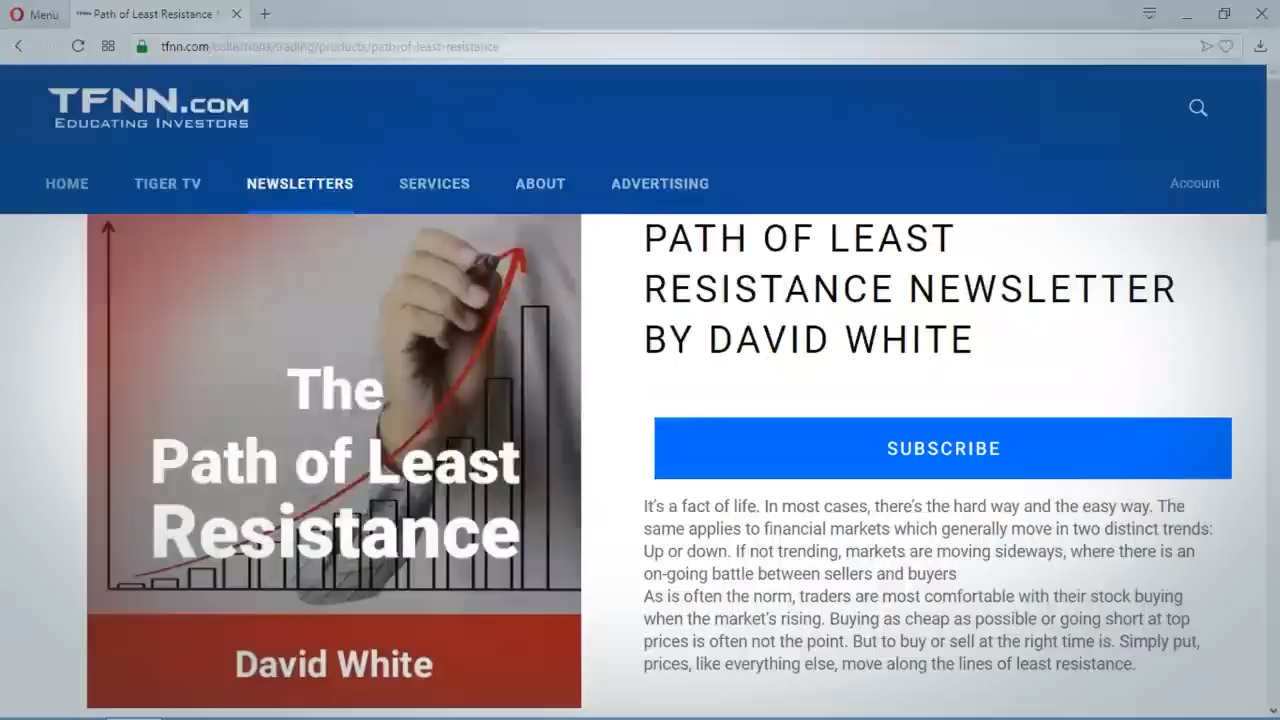 Menu
Path of Least Resistance
tfnn.com/collections/trading/products/path-of-least-resistance
TFNN.COM
EDUCATING INVESTORS
HOME
TIGER TV
NEWSLETTERS
SERVICES
ABOUT
ADVERTISING
Account
The
Path of Least
Resistance
David White
PATH OF LEAST
RESISTANCE NEWSLETTER
BY DAVID WHITE
SUBSCRIBE
It’s a fact of life. In most cases, there’s the hard way and the easy way. The
same applies to financial markets which generally move in two distinct trends:
Up or down. If not trending, markets are moving sideways, where there is an
on-going battle between sellers and buyers
As is often the norm, traders are most comfortable with their stock buying
when the market’s rising. Buying as cheap as possible or going short at top
prices is often not the point. But to buy or sell at the right time is. Simply put,
prices, like everything else, move along the lines of least resistance.